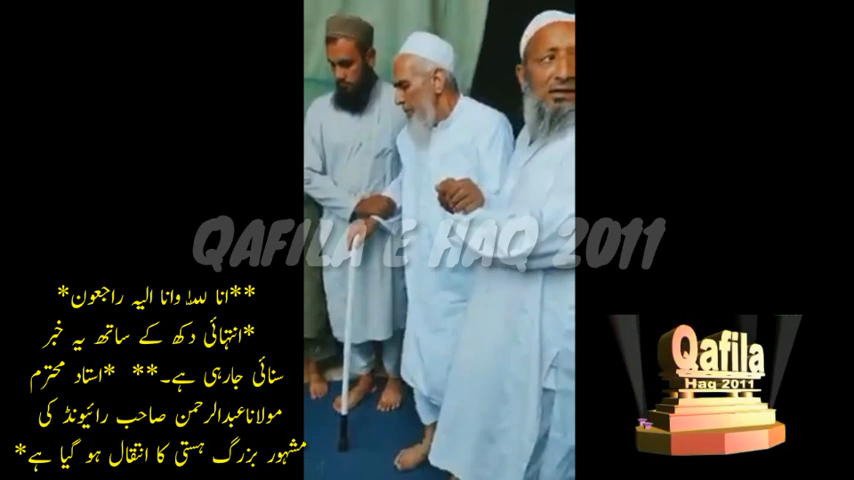 QAFILA E HAQ 2011
**انا للہ وانا الیہ راجعون*
*انتہائی دکھ کے ساتھ یہ خبر
سنائی جارہی ہے۔** *استاد محترم
مولاناعبدالرحمن صاحب رائیونڈ کی
مشہور بزرگ ہستی کا انتقال ہو گیا ہے*
Qafila
Haq 2011